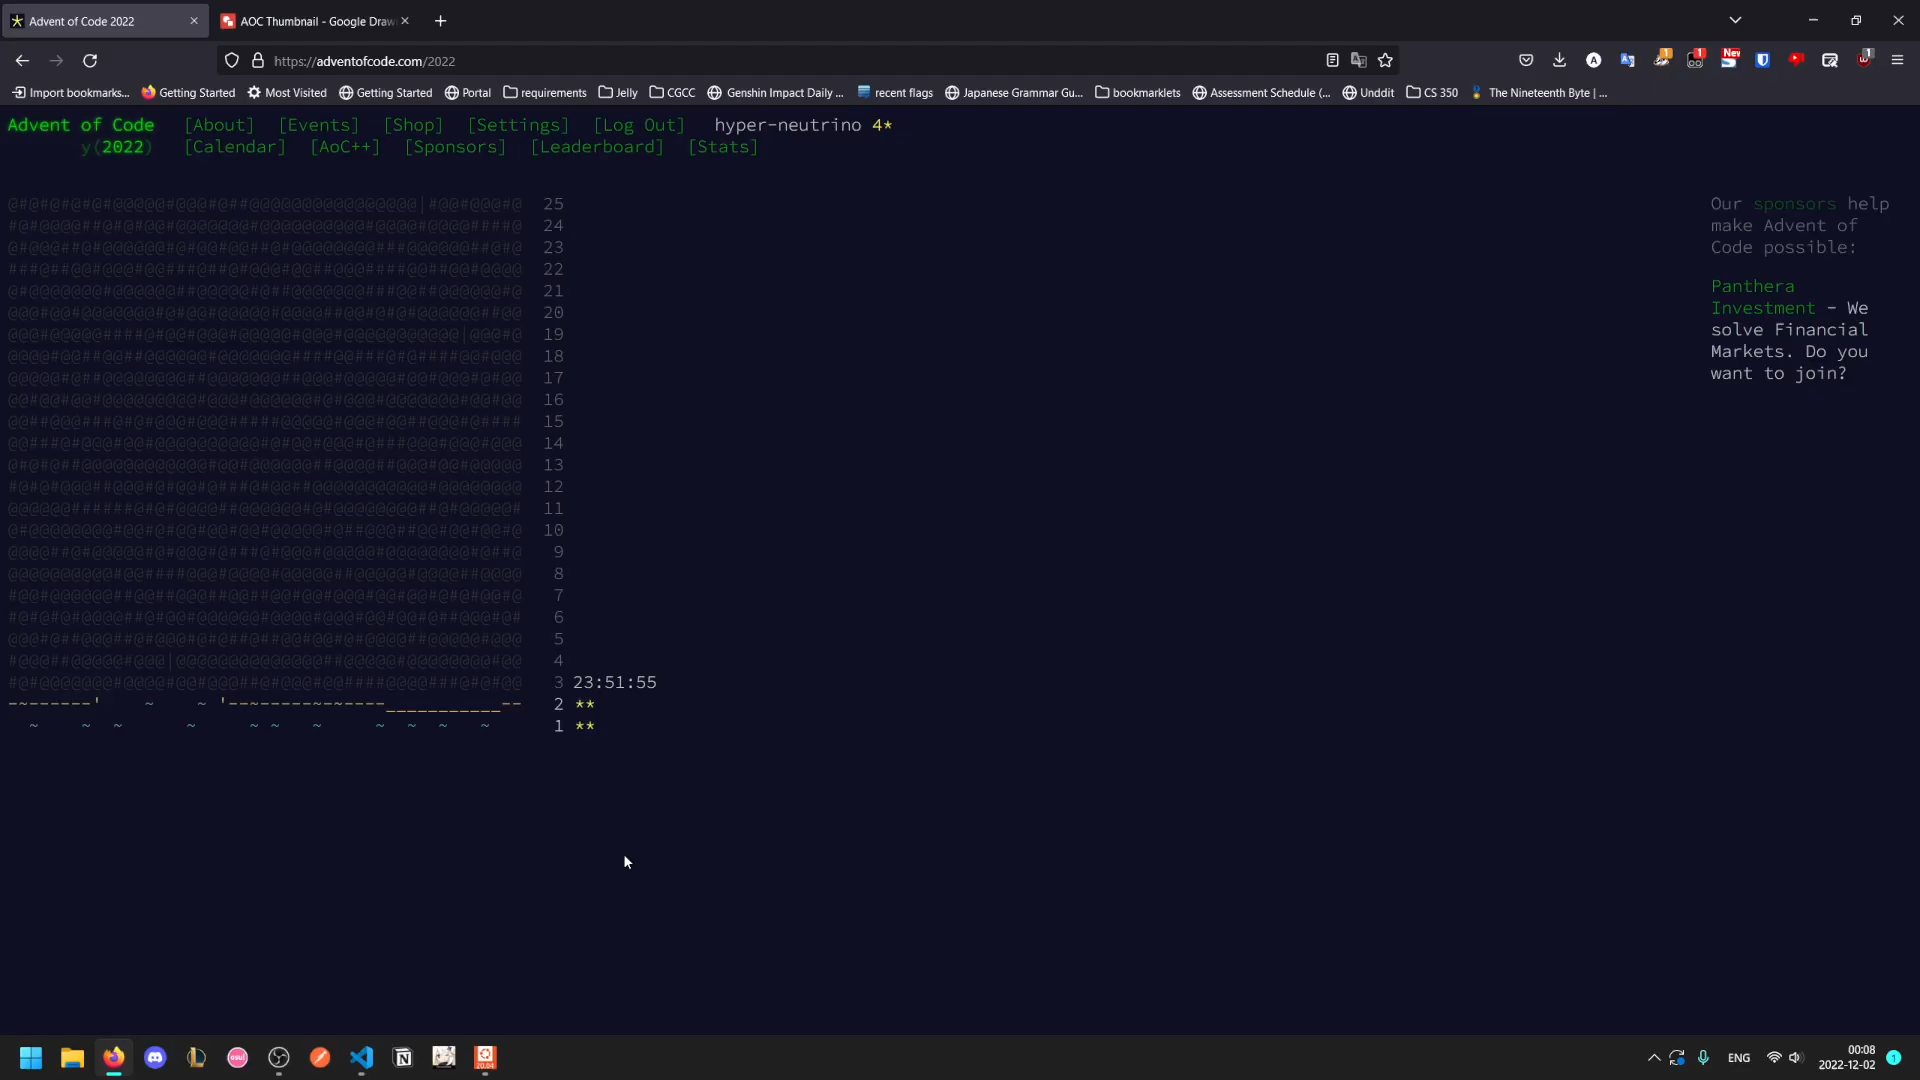 Advent of Code 2022
AOC Thumbnail - Google Draw
https://adventofcode.com/2022
Import bookmarks...
Getting Started
Most Visited
Getting Started
Portal
requirements
Jelly
CGCC
Genshin Impact Daily ...
recent flags
Japanese Grammar Gu...
bookmarklets
Assessment Schedule (...
Unddit
CS 350
The Nineteenth Byte | ...
Advent of Code [About] [Events] [Shop] [Settings] [Log Out] hyper-neutrino 4*
y(2022) [Calendar] [AoC++] [Sponsors] [Leaderboard] [Stats]
25
24
23
22
21
20
19
18
17
16
15
14
13
12
11
10
9
8
7
6
5
4
3 23:51:55
2 **
1 **
Our sponsors help
make Advent of
Code possible:
Panthera
Investment - We
solve Financial
Markets. Do you
want to join?
ENG
00:08
2022-12-02